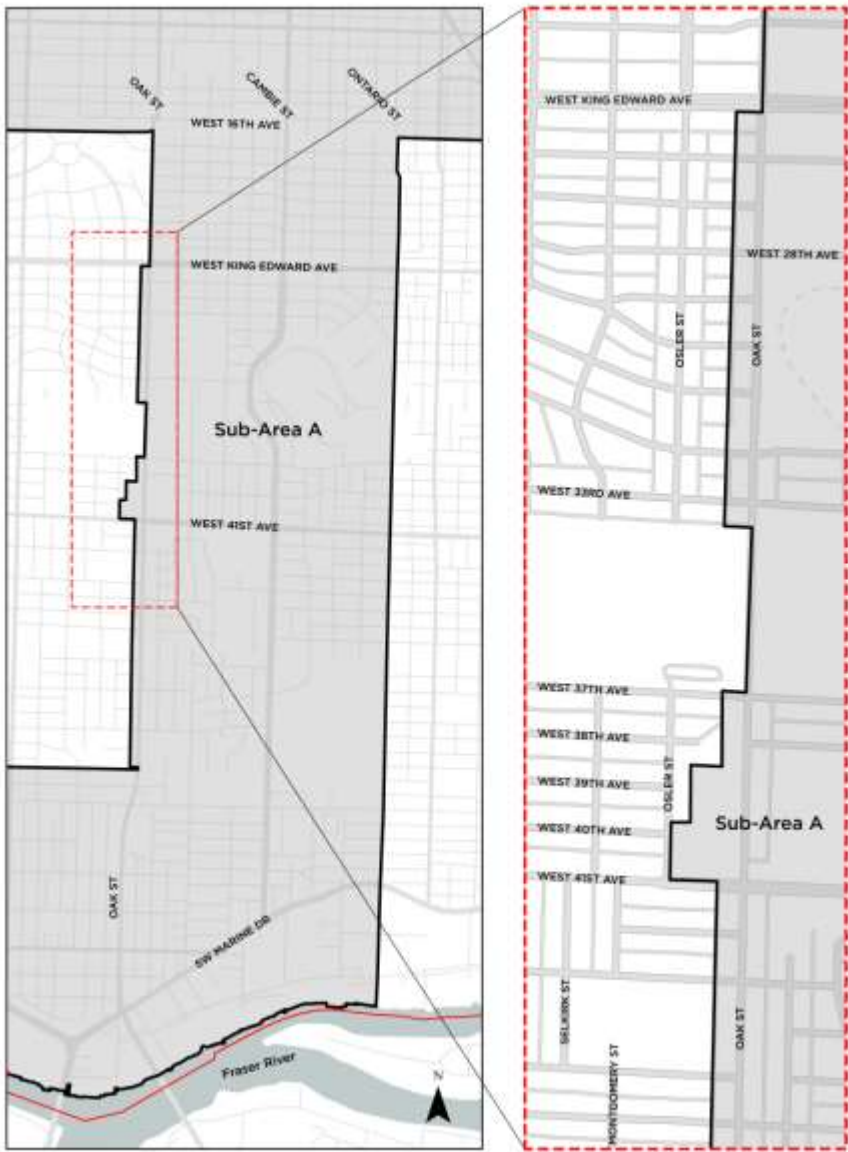 OAK ST
CAMBIE ST
ONTARIO ST
WEST 16TH AVE
WEST KING EDWARD AVE
Sub-Area A
WEST 41ST AVE
OAK ST
SW MARINE DR
Fraser River
N
WEST KING EDWARD AVE
WEST 28TH AVE
OSLER ST
OAK ST
WEST 33RD AVE
WEST 37TH AVE
WEST 38TH AVE
WEST 39TH AVE
OSLER ST
WEST 40TH AVE
Sub-Area A
WEST 41ST AVE
SELKIRK ST
OAK ST
MONTGOMERY ST